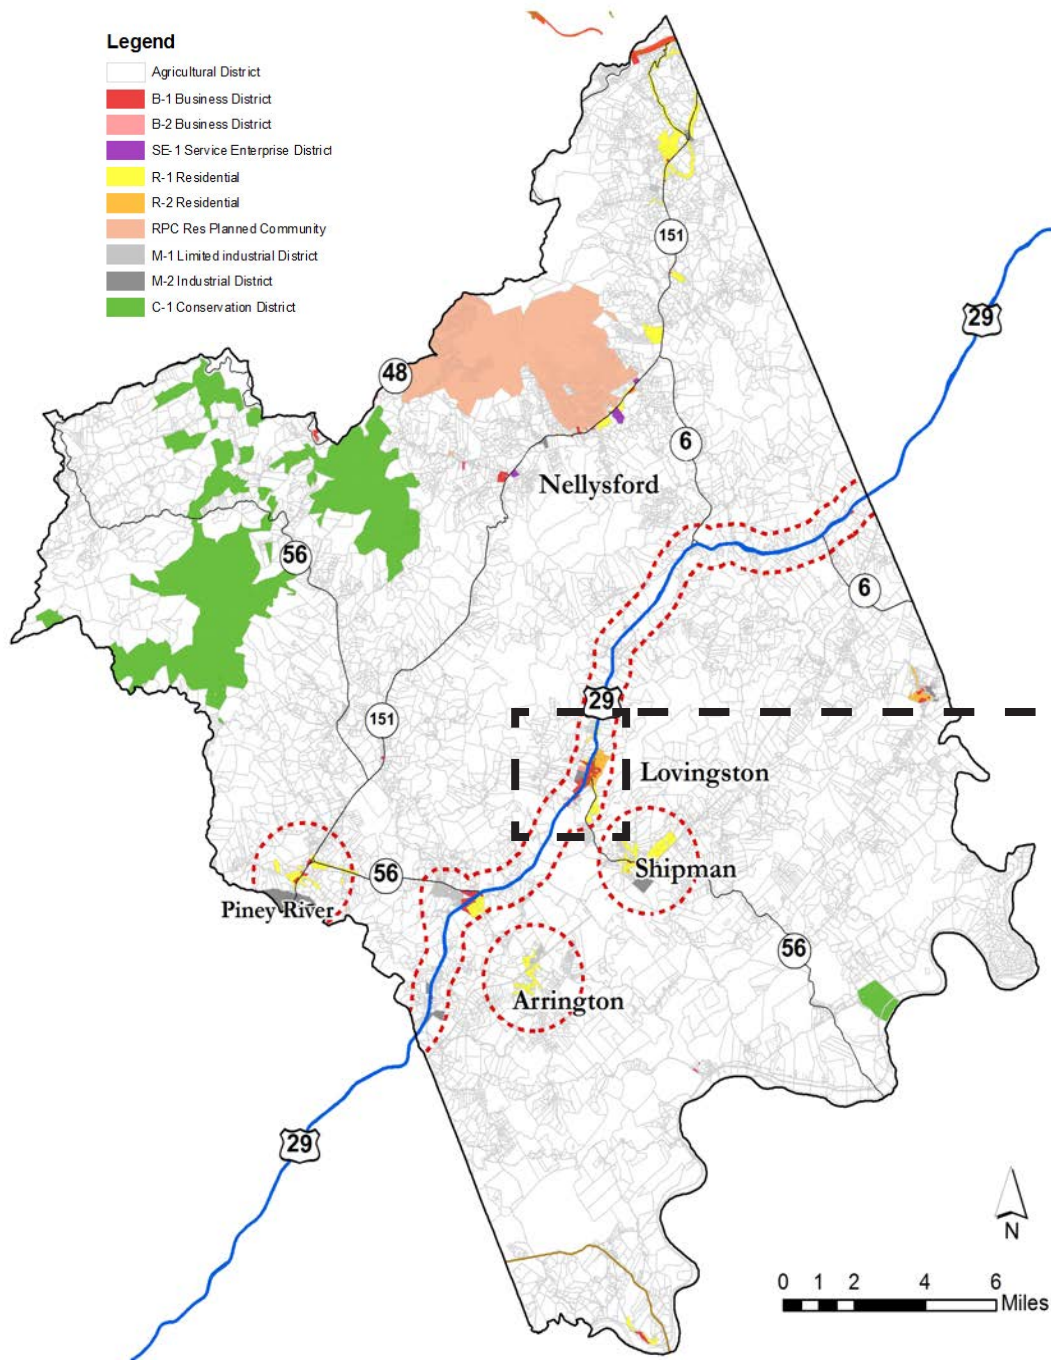 Legend
Agricultural District
B-1 Business District
B-2 Business District
SE-1 Service Enterprise District
R-1 Residential
R-2 Residential
RPC Res Planned Community
M-1 Limited industrial District
M-2 Industrial District
C-1 Conservation District
151
29
48
6
Nellysford
56
6
29
151
Lovingston
56
Shipman
Piney River
56
Arrington
29
N
0 1 2 4 6
Miles